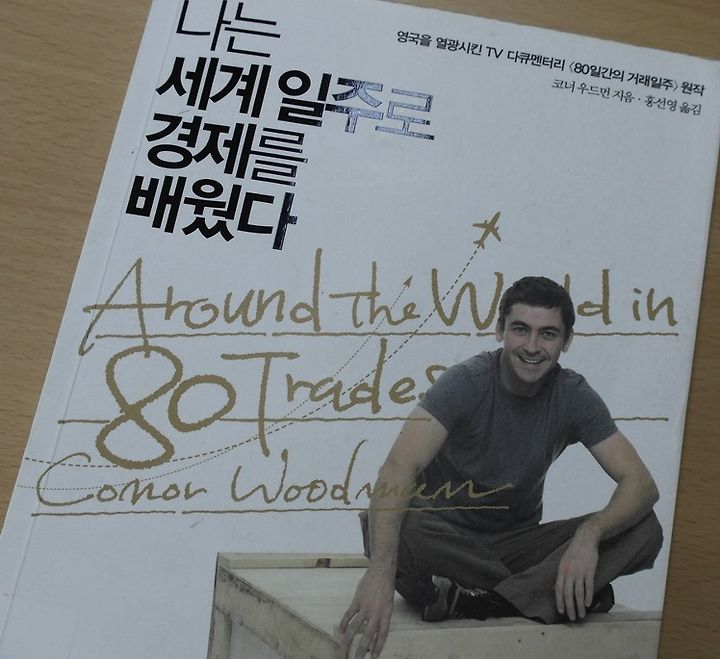 나는
세계 일주로
경제를
배웠다
영국을 열광시킨 TV 다큐멘터리 〈80일간의 거래일주〉 원작
코너 우드먼 지음 · 홍선영 옮김
Around the World in
80 Trades
Conor Woodman